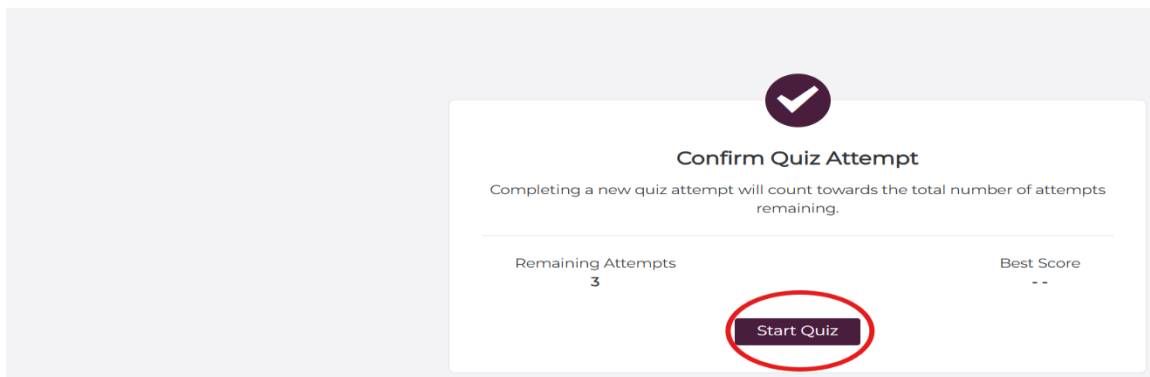 Confirm Quiz Attempt
Completing a new quiz attempt will count towards the total number of attempts
remaining.
Remaining Attempts
3
Best Score
- -
Start Quiz